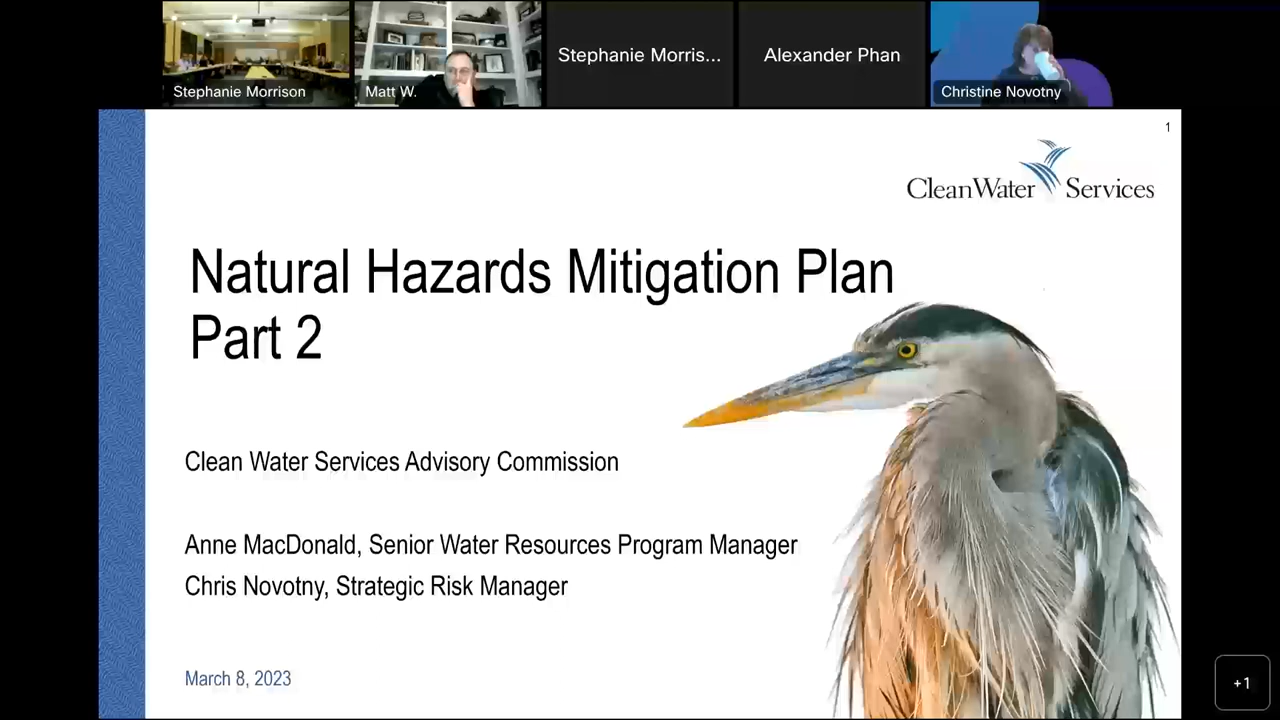 Stephanie Morrison
Matt W.
Stephanie Morris...
Alexander Phan
Christine Novotny
1
CleanWater Services
Natural Hazards Mitigation Plan
Part 2
Clean Water Services Advisory Commission
Anne MacDonald, Senior Water Resources Program Manager
Chris Novotny, Strategic Risk Manager
March 8, 2023
+1